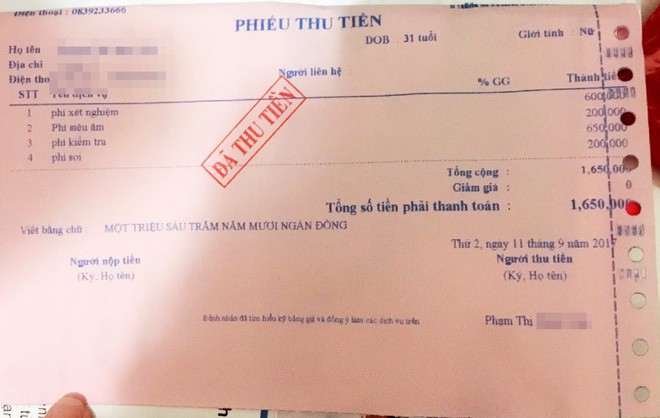 Điện thoại : 0839233666
PHIẾU THU TIỀN
Họ tên
DOB 31 tuổi Giới tính Nữ
Địa chỉ
Điện tho
Người liên hệ
STT Tên dịch vụ % GG Thành tiền
1 phí xét nghiệm 600,000
2 Phí siêu âm 200,000
3 phí kiểm tra 650,000
4 phí soi 200,000
ĐÃ THU TIỀN
Tổng cộng : 1,650,000
Giảm giá : 0
Tổng số tiền phải thanh toán : 1,650,000
Viết bằng chữ MỘT TRIỆU SÁU TRĂM NĂM MƯƠI NGÀN ĐỒNG
Thứ 2, ngày 11 tháng 9 năm 2017
Người nộp tiền Người thu tiền
(Ký, Họ tên) (Ký, Họ tên)
Bệnh nhân đã tìm hiểu kỹ bảng giá và đồng ý làm các dịch vụ trên
Phạm Thị